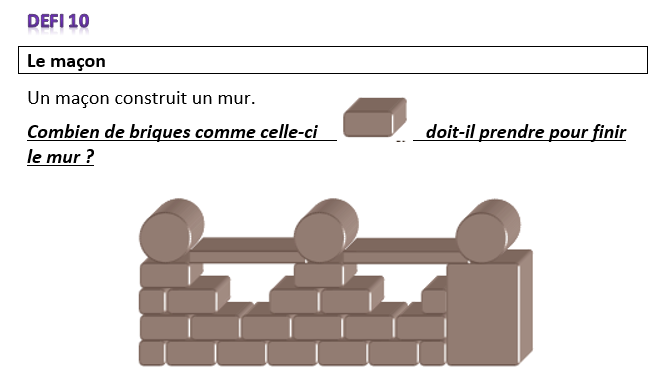 DEFI 10
Le maçon
Un maçon construit un mur.
Combien de briques comme celle-ci doit-il prendre pour finir
le mur ?